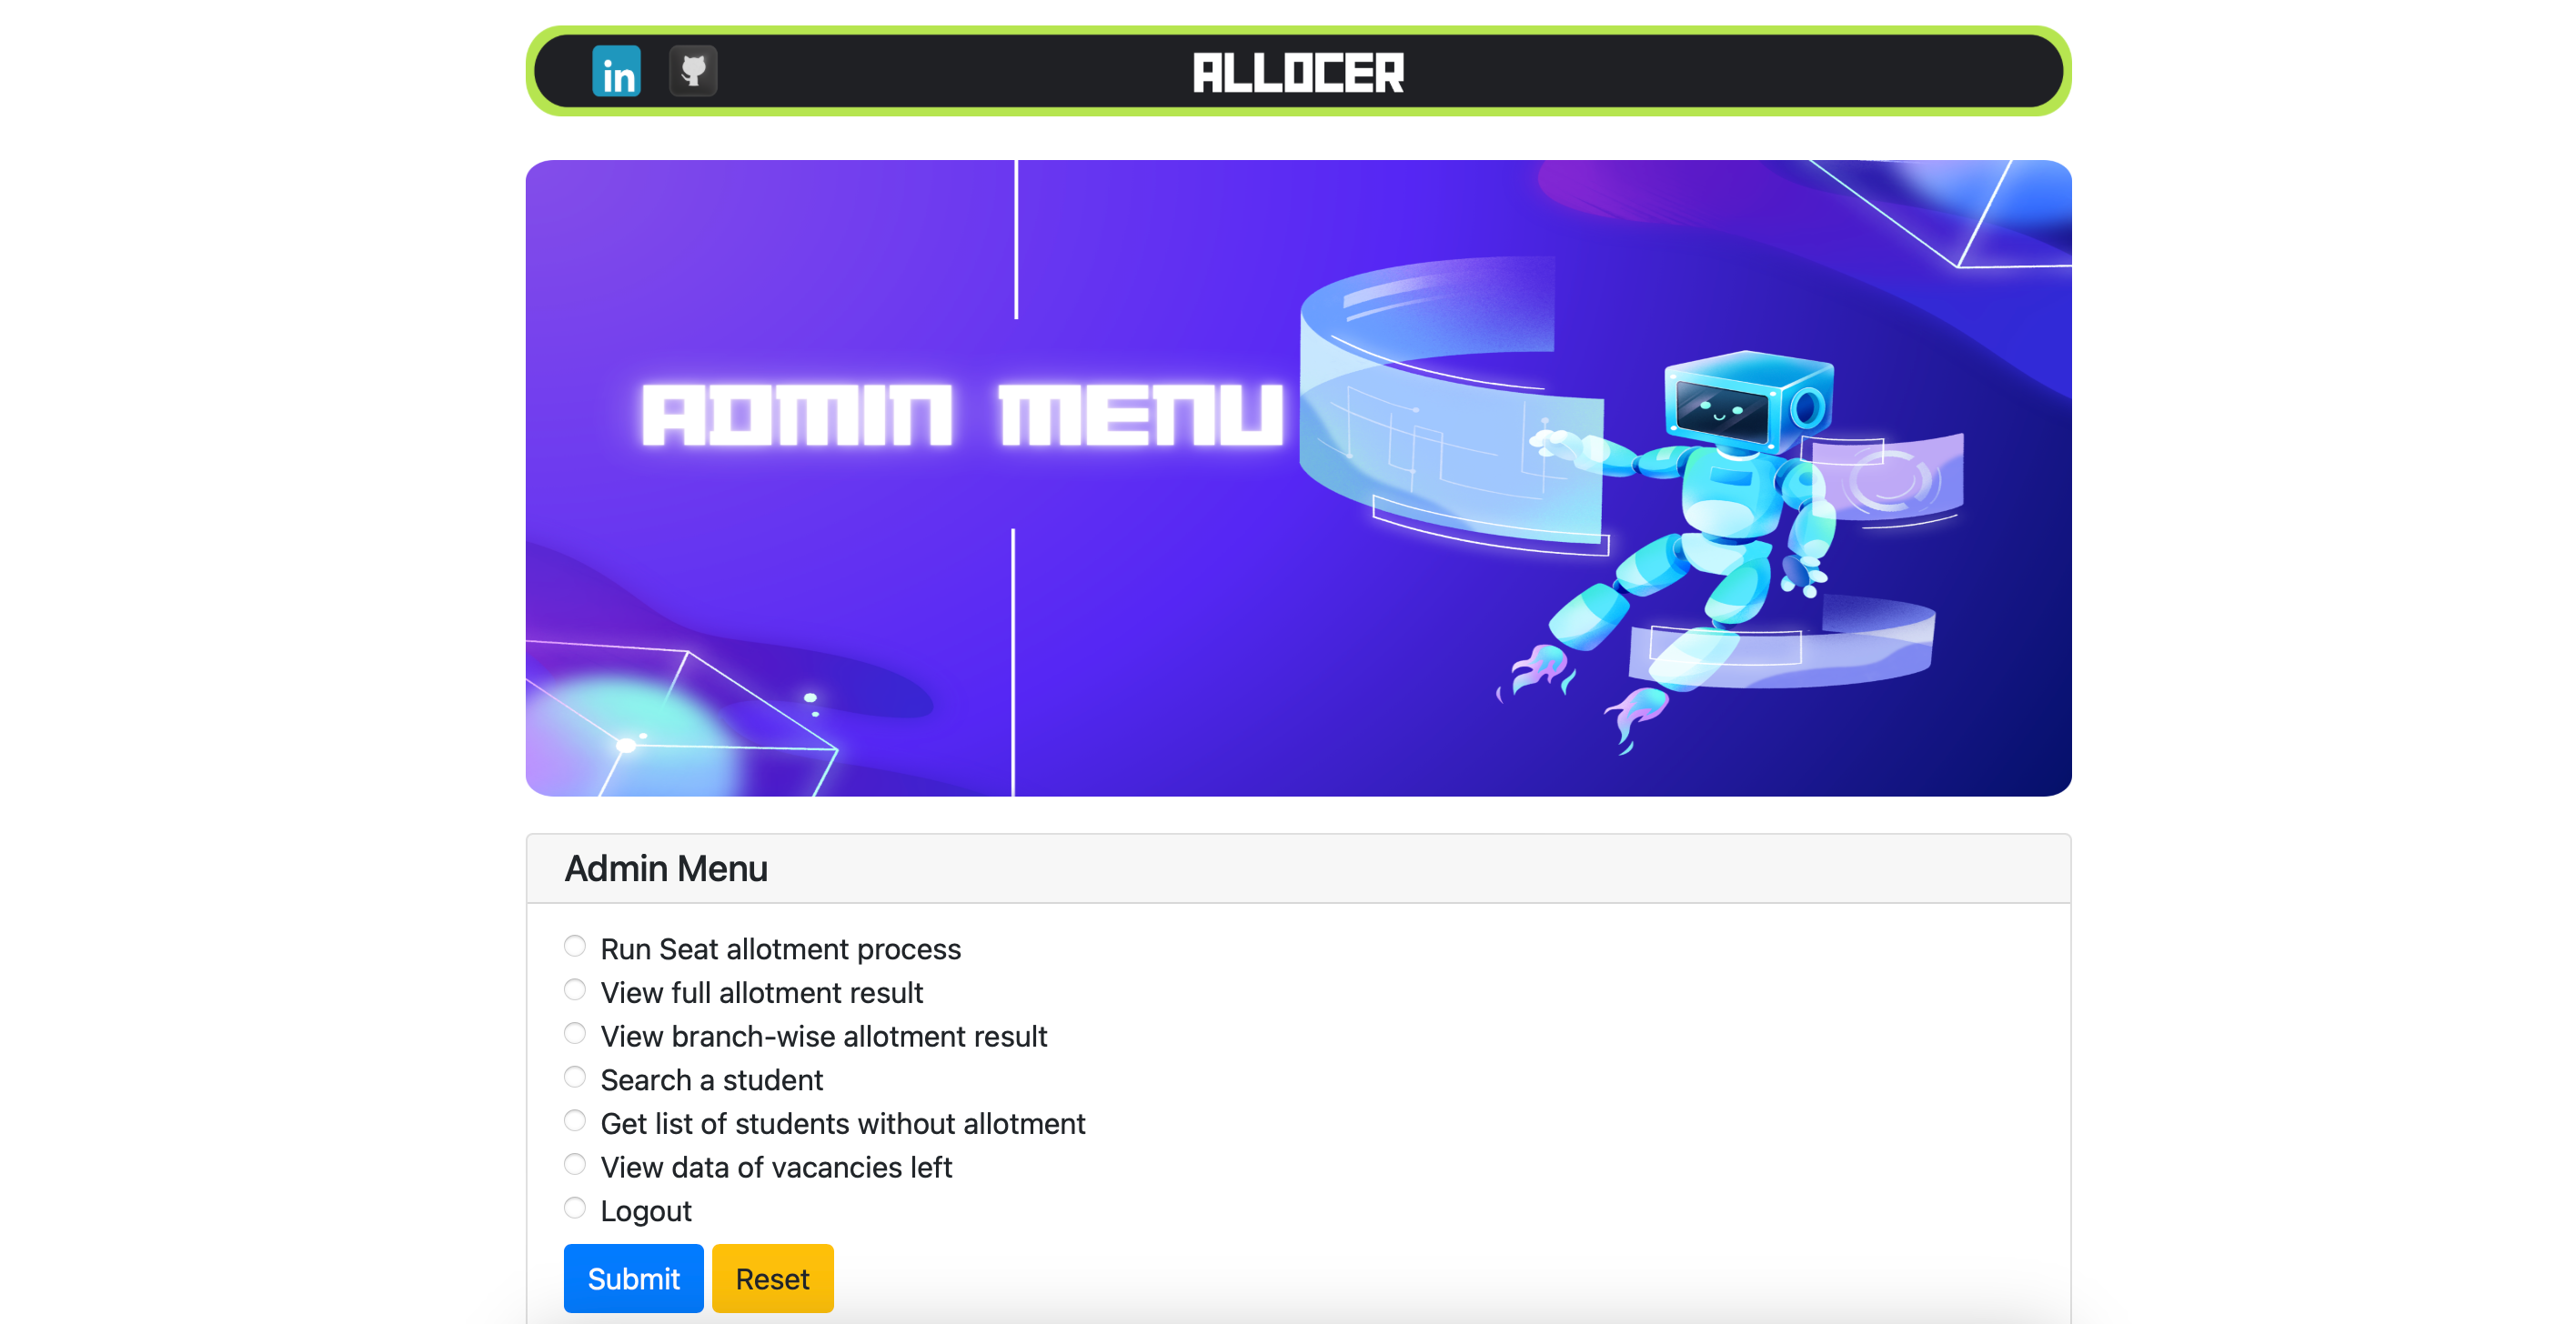 in
ALLOCER
ADMIN MENU
Admin Menu
Run Seat allotment process
View full allotment result
View branch-wise allotment result
Search a student
Get list of students without allotment
View data of vacancies left
Logout
Submit Reset